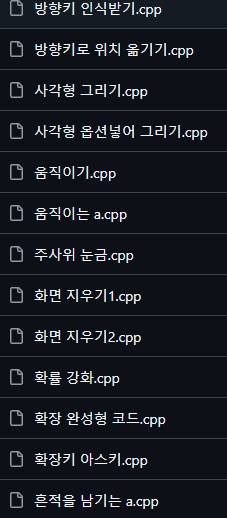 방향키 인식받기.cpp
방향키로 위치 옮기기.cpp
사각형 그리기.cpp
사각형 옵션넣어 그리기.cpp
움직이기.cpp
움직이는 a.cpp
주사위 눈금.cpp
화면 지우기1.cpp
화면 지우기2.cpp
확률 강화.cpp
확장 완성형 코드.cpp
확장키 아스키.cpp
흔적을 남기는 a.cpp